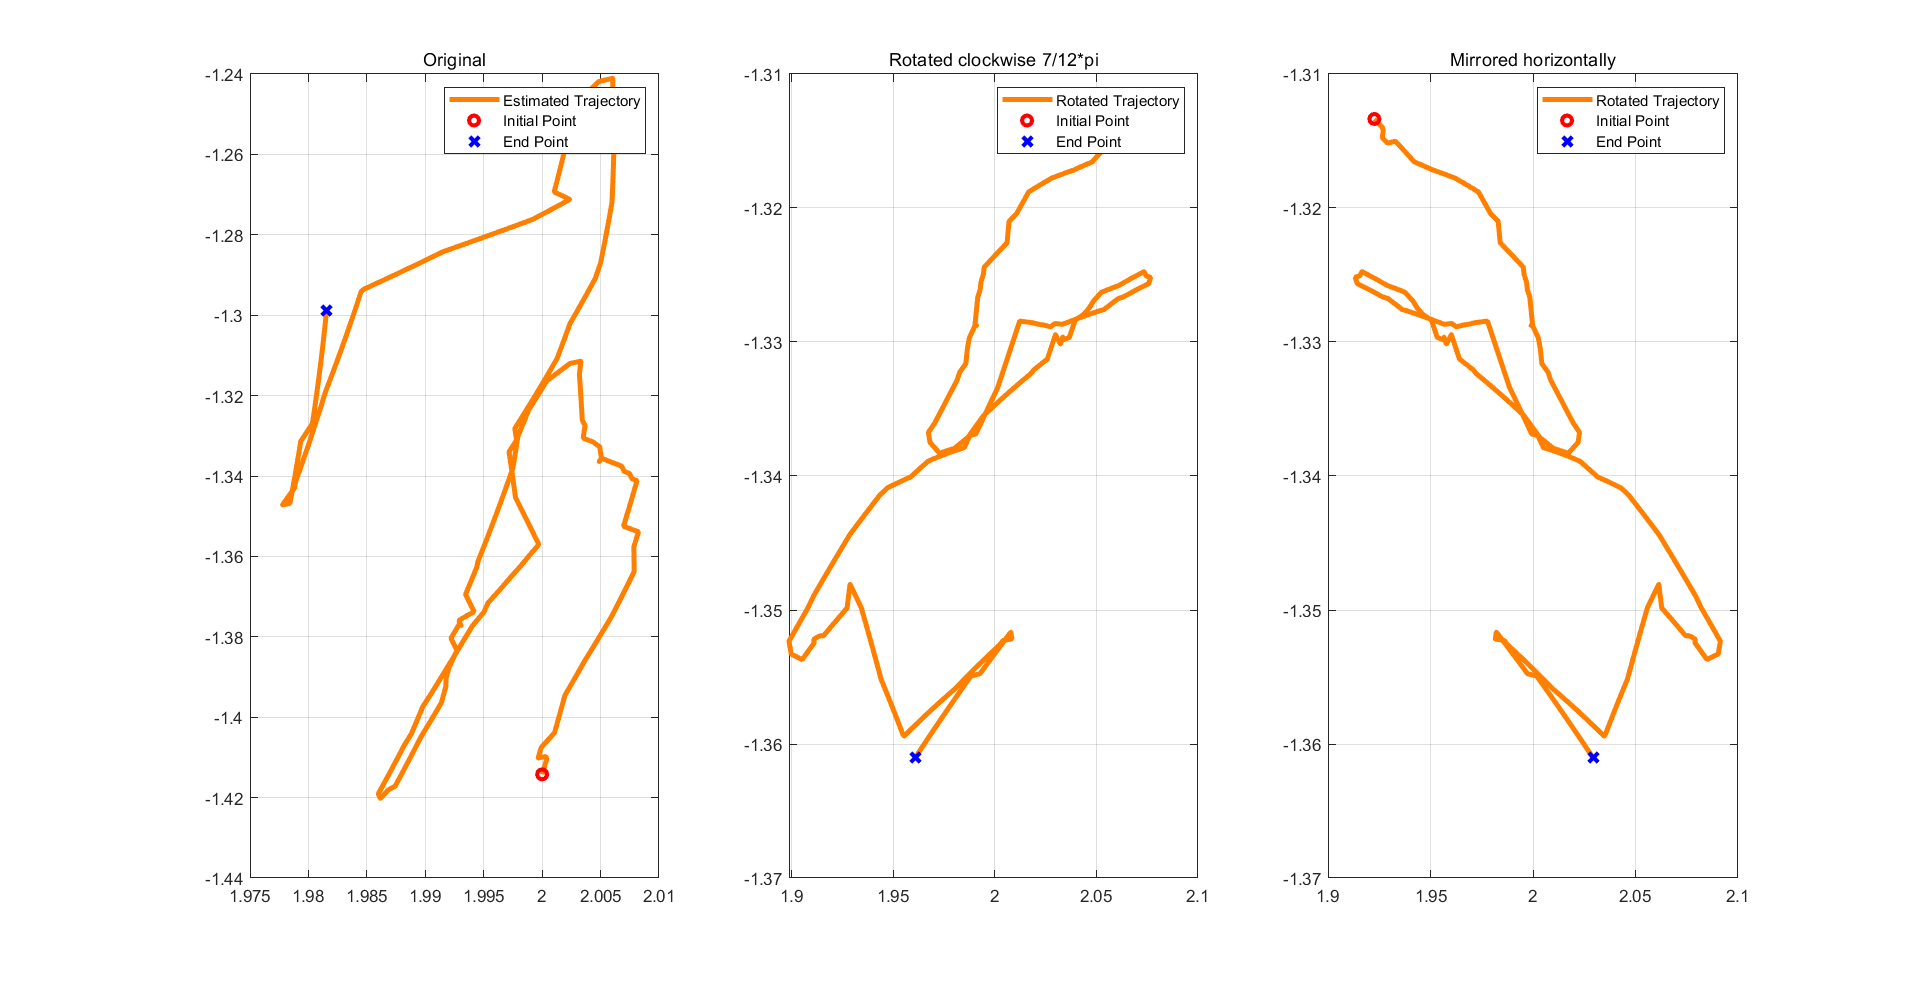 Original
-1.24
-1.26
-1.28
-1.3
-1.32
-1.34
-1.36
-1.38
-1.4
-1.42
-1.44
1.975 1.98 1.985 1.99 1.995 2 2.005 2.01
Estimated Trajectory
Initial Point
End Point
Rotated clockwise 7/12*pi
-1.31
-1.32
-1.33
-1.34
-1.35
-1.36
-1.37
1.9 1.95 2 2.05 2.1
Rotated Trajectory
Initial Point
End Point
Mirrored horizontally
-1.31
-1.32
-1.33
-1.34
-1.35
-1.36
-1.37
1.9 1.95 2 2.05 2.1
Rotated Trajectory
Initial Point
End Point